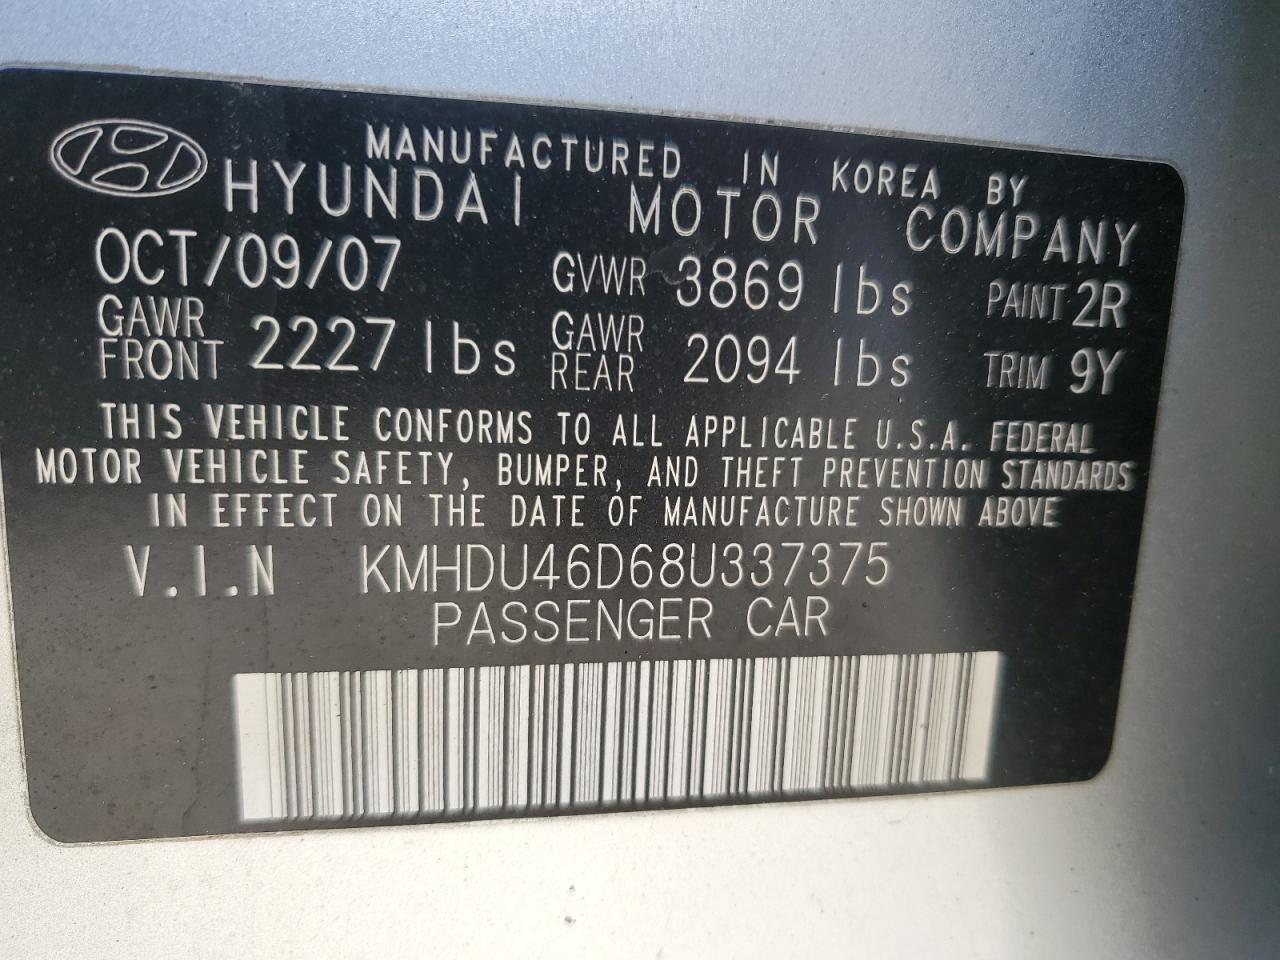 MANUFACTURED IN KOREA BY
HYUNDAI MOTOR COMPANY
OCT/09/07 GVWR 3869 lbs PAINT 2R
GAWR FRONT 2227 lbs GAWR REAR 2094 lbs TRIM 9Y
THIS VEHICLE CONFORMS TO ALL APPLICABLE U.S.A. FEDERAL
MOTOR VEHICLE SAFETY, BUMPER, AND THEFT PREVENTION STANDARDS
IN EFFECT ON THE DATE OF MANUFACTURE SHOWN ABOVE
V.I.N KMHDU46D68U337375
PASSENGER CAR